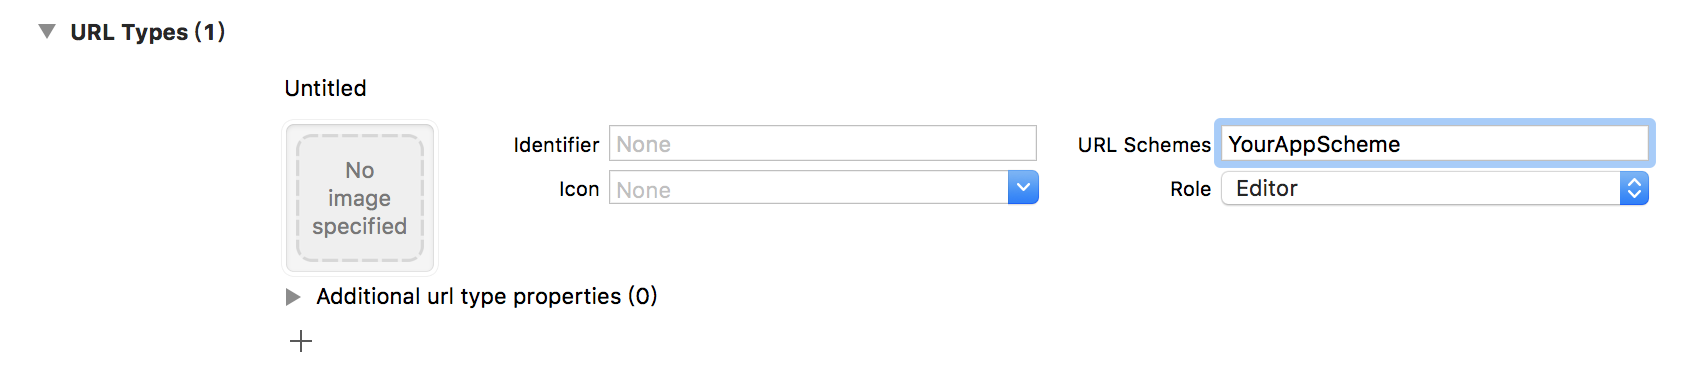 URL Types (1)
Untitled
No
image
specified
Identifier None
Icon None
URL Schemes YourAppScheme
Role Editor
Additional url type properties (0)